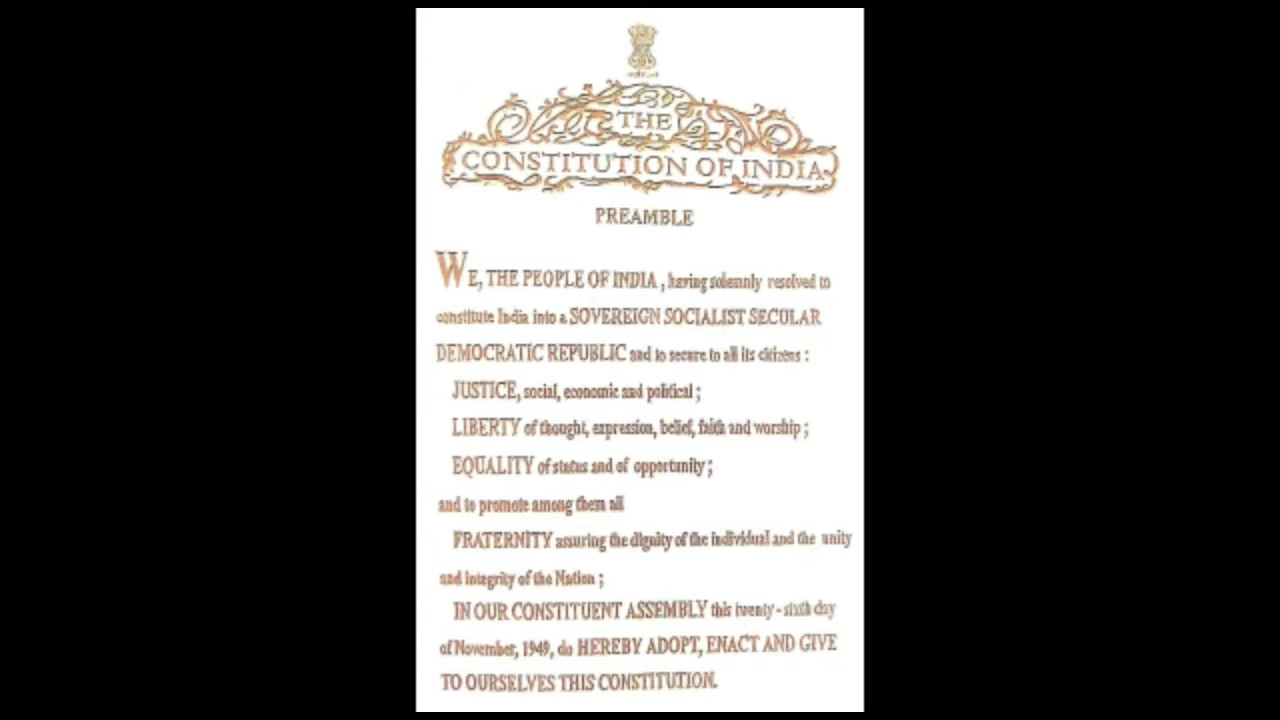 THE
CONSTITUTION OF INDIA
PREAMBLE
WE, THE PEOPLE OF INDIA , having solemnly resolved to
constitute India into a SOVEREIGN SOCIALIST SECULAR
DEMOCRATIC REPUBLIC and to secure to all its citizens :
JUSTICE, social, economic and political ;
LIBERTY of thought, expression, belief, faith and worship ;
EQUALITY of status and of opportunity ;
and to promote among them all
FRATERNITY assuring the dignity of the individual and the unity
and integrity of the Nation ;
IN OUR CONSTITUENT ASSEMBLY this twenty - sixth day
of November, 1949, do HEREBY ADOPT, ENACT AND GIVE
TO OURSELVES THIS CONSTITUTION.